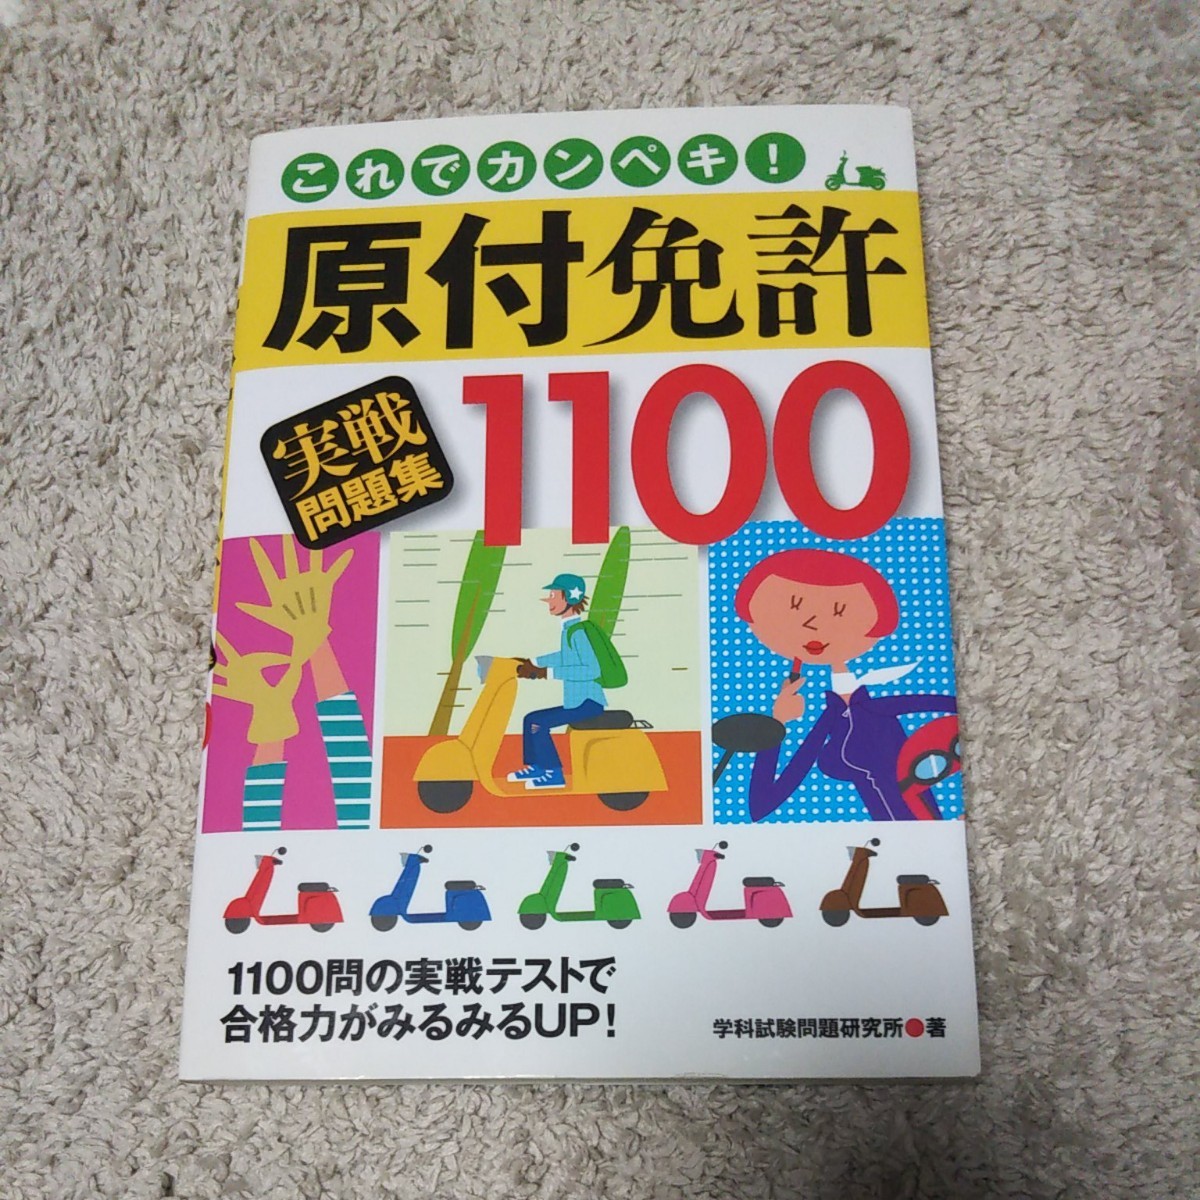 これでカンペキ!
原付免許
実戦
問題集
1100
1100問の実戦テストで
合格力がみるみるUP!
学科試験問題研究所●著